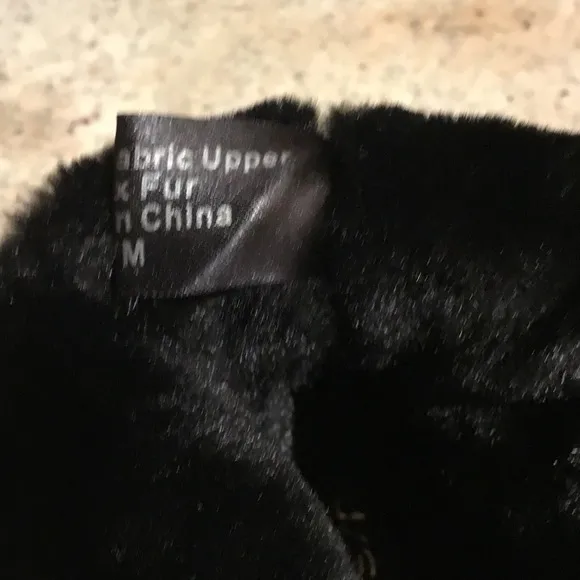 abric Upper
x Fur
n China
M